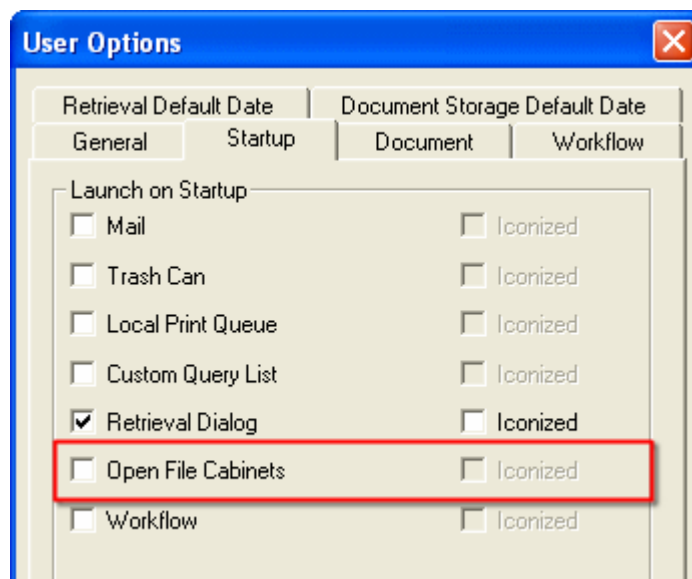 User Options
Retrieval Default Date Document Storage Default Date
General Startup Document Workflow
Launch on Startup
Mail Iconized
Trash Can Iconized
Local Print Queue Iconized
Custom Query List Iconized
Retrieval Dialog Iconized
Open File Cabinets Iconized
Workflow Iconized